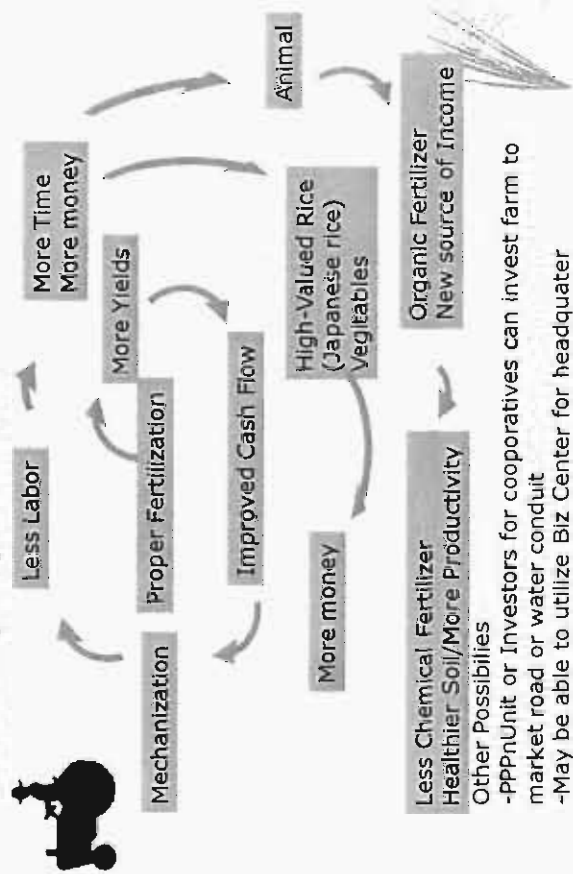 Less Labor
More Time
More money
Mechanization
Proper Fertilization
More Yields
Animal
Improved Cash Flow
High-Valued Rice
(Japanese rice)
Vegitables
More money
Organic Fertilizer
New source of Income
Less Chemical Fertilizer
Healthier Soil/More Productivity
Other Possibilies
-PPPnUnit or Investors for cooperatives can invest farm to
market road or water conduit
-May be able to utilize Biz Center for headquater